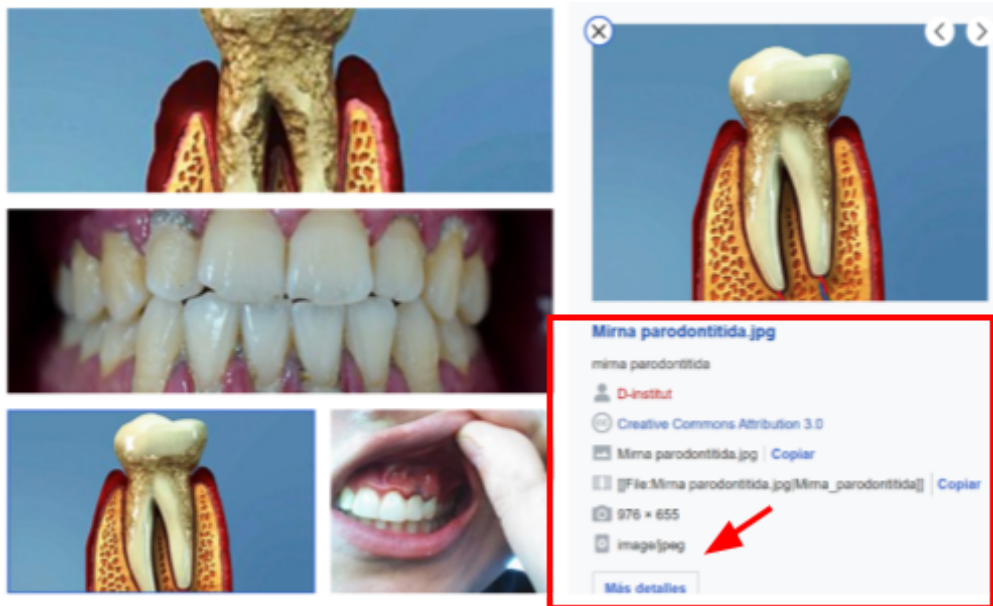 Mirna parodontitida.jpg
mirna parodontitida
D-institut
cc Creative Commons Attribution 3.0
Mirna parodontitida.jpg Copiar
[[File:Mirna parodontitida.jpg|Mirna_parodontitida]] Copiar
976 × 655
image/jpeg
Más detalles